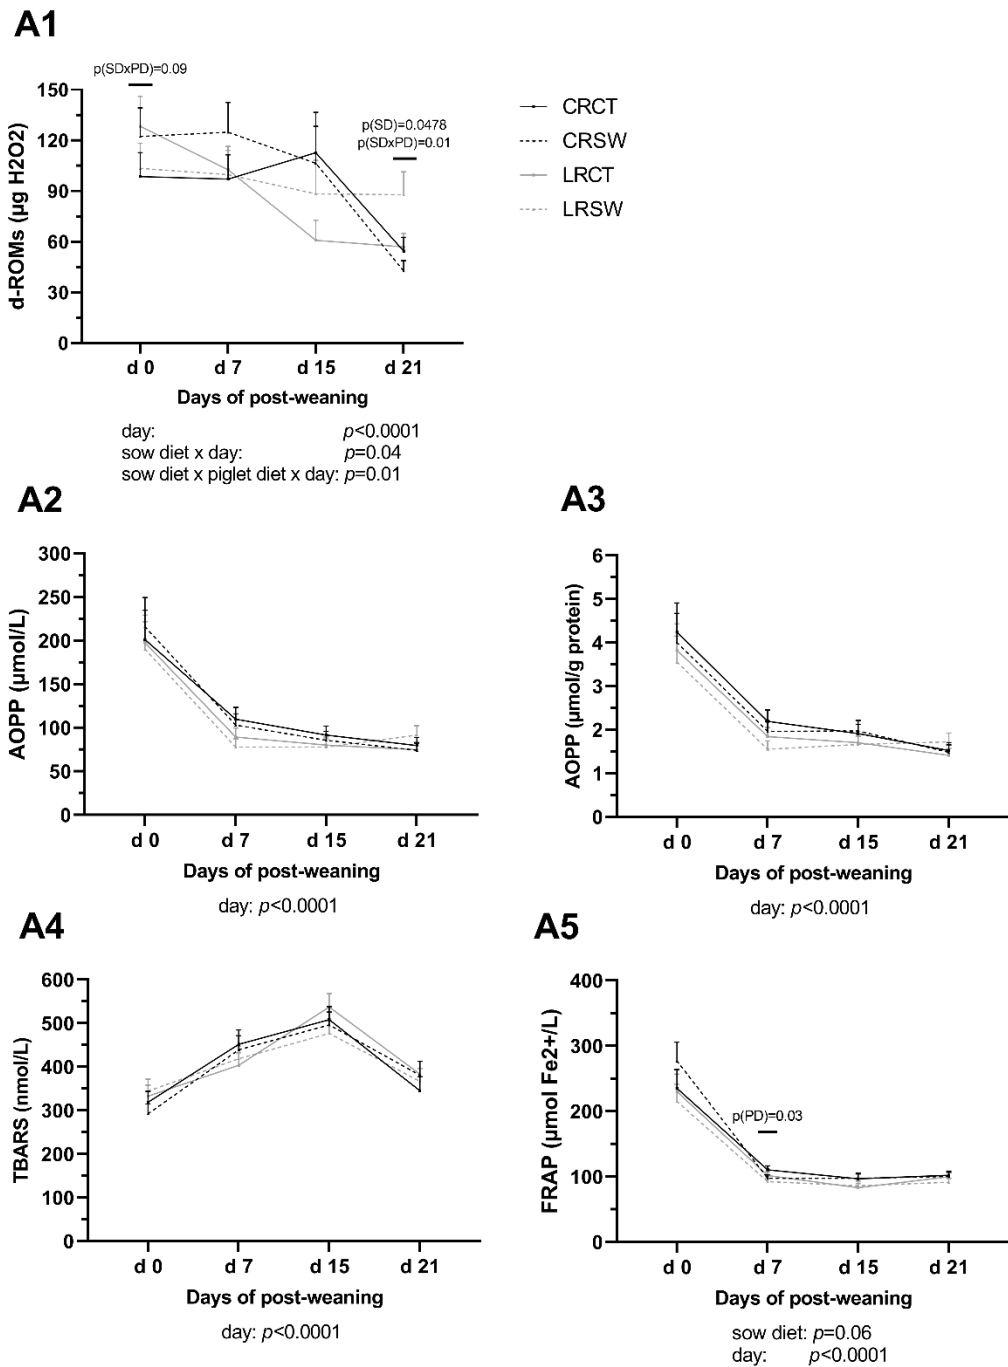 A1
p(SDxPD)=0.09
p(SD)=0.0478
p(SDxPD)=0.01
150
120
90
60
30
0
d-ROMs (µg H2O2)
d 0 d 7 d 15 d 21
Days of post-weaning
day: p<0.0001
sow diet x day: p=0.04
sow diet x piglet diet x day: p=0.01
CRCT
CRSW
LRCT
LRSW
A2
300
250
200
150
100
50
0
AOPP (µmol/L)
d 0 d 7 d 15 d 21
Days of post-weaning
day: p<0.0001
A3
6
5
4
3
2
1
0
AOPP (µmol/g protein)
d 0 d 7 d 15 d 21
Days of post-weaning
day: p<0.0001
A4
600
500
400
300
200
100
0
TBARS (nmol/L)
d 0 d 7 d 15 d 21
Days of post-weaning
day: p<0.0001
A5
400
300
200
100
0
FRAP (µmol Fe2+/L)
p(PD)=0.03
d 0 d 7 d 15 d 21
Days of post-weaning
sow diet: p=0.06
day: p<0.0001